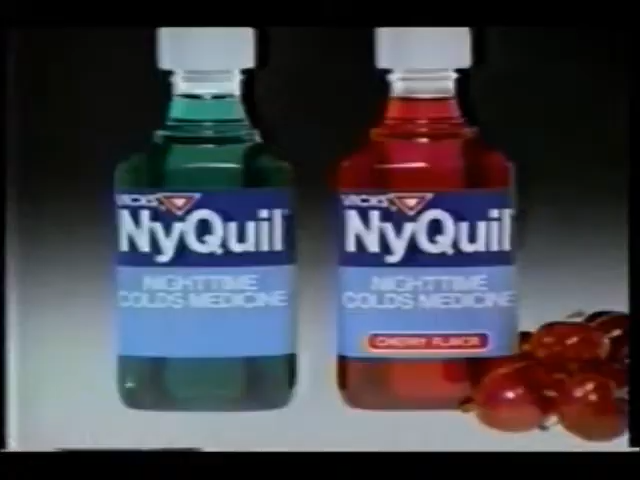 VICKS
NyQuil
NIGHTTIME
COLDS MEDICINE
VICKS
NyQuil
NIGHTTIME
COLDS MEDICINE
CHERRY FLAVOR